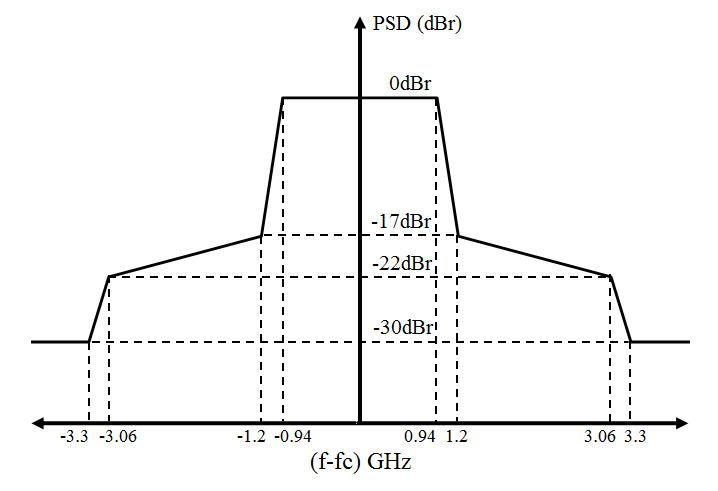 PSD (dBr)
0dBr
-17dBr
-22dBr
-30dBr
-3.3 -3.06 -1.2 -0.94 0.94 1.2 3.06 3.3
(f-fc) GHz